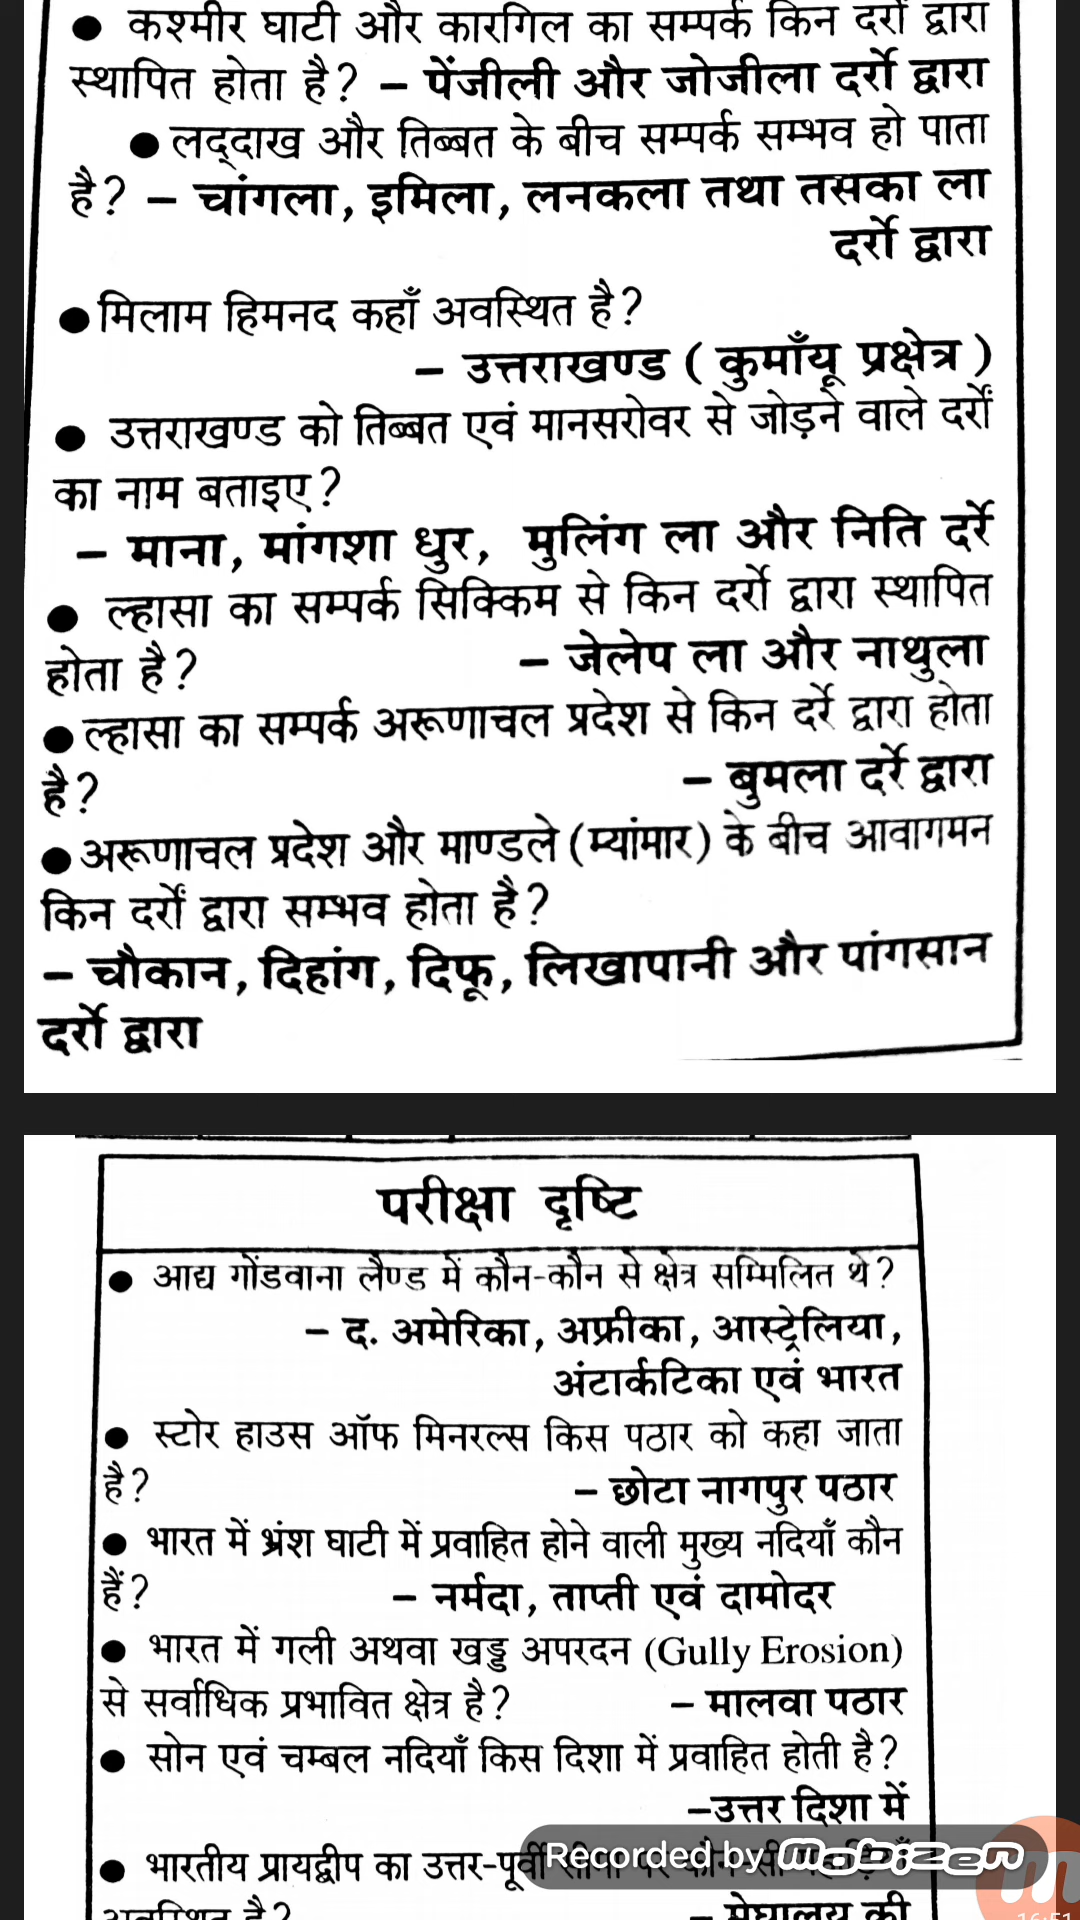 ● कश्मीर घाटी और कारगिल का सम्पर्क किन दर्रो द्वारा
स्थापित होता है? – पेंजीली और जोजीला दर्रो द्वारा
● लद्दाख और तिब्बत के बीच सम्पर्क सम्भव हो पाता
है? – चांगला, इमिला, लनकला तथा तसका ला
दर्रो द्वारा
● मिलाम हिमनद कहाँ अवस्थित है?
– उत्तराखण्ड ( कुमाँयू प्रक्षेत्र )
● उत्तराखण्ड को तिब्बत एवं मानसरोवर से जोड़ने वाले दर्रों
का नाम बताइए?
– माना, मांगशा धुर, मुलिंग ला और निति दर्रे
● ल्हासा का सम्पर्क सिक्किम से किन दर्रो द्वारा स्थापित
होता है? – जेलेप ला और नाथुला
● ल्हासा का सम्पर्क अरूणाचल प्रदेश से किन दर्रे द्वारा होता
है? – बुमला दर्रे द्वारा
● अरूणाचल प्रदेश और माण्डले (म्यांमार) के बीच आवागमन
किन दर्रों द्वारा सम्भव होता है?
– चौकान, दिहांग, दिफू, लिखापानी और पांगसान
दर्रो द्वारा
परीक्षा दृष्टि
● आद्य गोंडवाना लैण्ड में कौन-कौन से क्षेत्र सम्मिलित थे?
– द. अमेरिका, अफ्रीका, आस्ट्रेलिया,
अंटार्कटिका एवं भारत
● स्टोर हाउस ऑफ मिनरल्स किस पठार को कहा जाता
है? – छोटा नागपुर पठार
● भारत में भ्रंश घाटी में प्रवाहित होने वाली मुख्य नदियाँ कौन
हैं? – नर्मदा, ताप्ती एवं दामोदर
● भारत में गली अथवा खड्ड अपरदन (Gully Erosion)
से सर्वाधिक प्रभावित क्षेत्र है? – मालवा पठार
● सोन एवं चम्बल नदियाँ किस दिशा में प्रवाहित होती है?
–उत्तर दिशा में
● भारतीय प्रायद्वीप का उत्तर-पूर्वी
Recorded by Mobizen
अवस्थित है? – मेघालय की
16:51